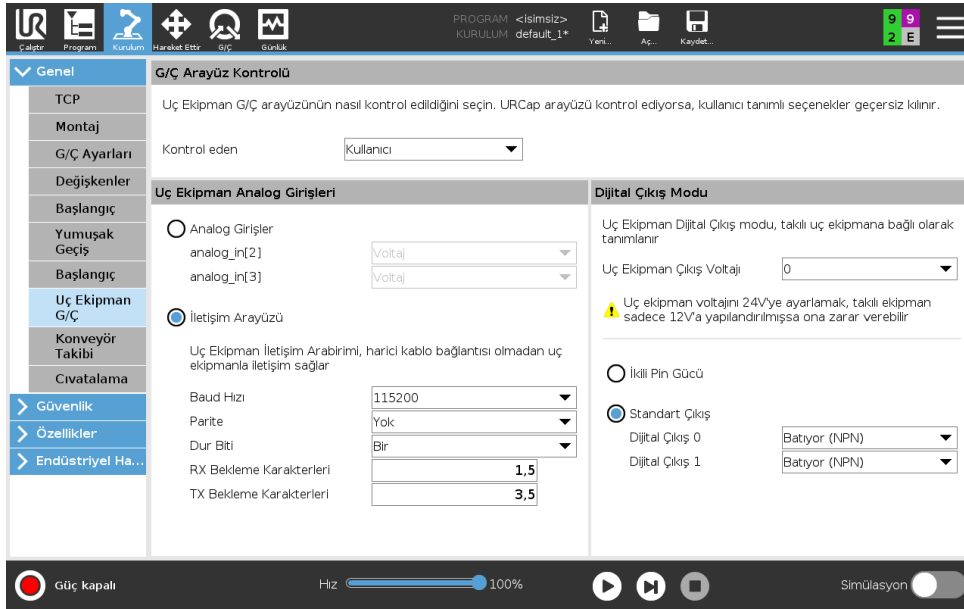 PROGRAM <isimsiz>
KURULUM default_1*
Çalıştır
Program
Kurulum
Hareket Ettir
G/Ç
Günlük
Yeni...
Aç...
Kaydet...
9 9
2 E
Genel
TCP
Montaj
G/Ç Ayarları
Değişkenler
Başlangıç
Yumuşak
Geçiş
Başlangıç
Uç Ekipman
G/Ç
Konveyör
Takibi
Cıvatalama
Güvenlik
Özellikler
Endüstriyel Ha...
G/Ç Arayüz Kontrolü
Uç Ekipman G/Ç arayüzünün nasıl kontrol edildiğini seçin. URCap arayüzü kontrol ediyorsa, kullanıcı tanımlı seçenekler geçersiz kılınır.
Kontrol eden Kullanıcı
Uç Ekipman Analog Girişleri
Analog Girişler
analog_in[2] Voltaj
analog_in[3] Voltaj
İletişim Arayüzü
Uç Ekipman İletişim Arabirimi, harici kablo bağlantısı olmadan uç
ekipmanla iletişim sağlar
Baud Hızı 115200
Parite Yok
Dur Biti Bir
RX Bekleme Karakterleri 1,5
TX Bekleme Karakterleri 3,5
Dijital Çıkış Modu
Uç Ekipman Dijital Çıkış modu, takılı uç ekipmana bağlı olarak
tanımlanır
Uç Ekipman Çıkış Voltajı 0
Uç ekipman voltajını 24V'ye ayarlamak, takılı ekipman
sadece 12V'a yapılandırılmışsa ona zarar verebilir
İkili Pin Gücü
Standart Çıkış
Dijital Çıkış 0 Batıyor (NPN)
Dijital Çıkış 1 Batıyor (NPN)
Güç kapalı
Hız 100%
Simülasyon